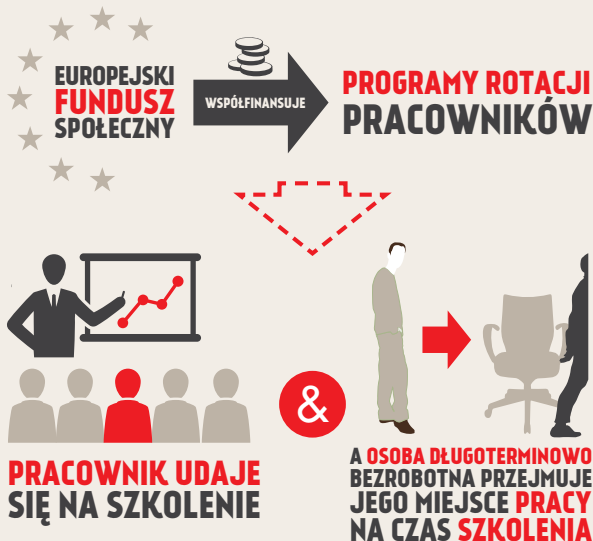 EUROPEJSKI
FUNDUSZ
SPOŁECZNY
WSPÓŁFINANSUJE
PROGRAMY ROTACJI
PRACOWNIKÓW
PRACOWNIK UDAJE
SIĘ NA SZKOLENIE
&
A OSOBA DŁUGOTERMINOWO
BEZROBOTNA PRZEJMUJE
JEGO MIEJSCE PRACY
NA CZAS SZKOLENIA